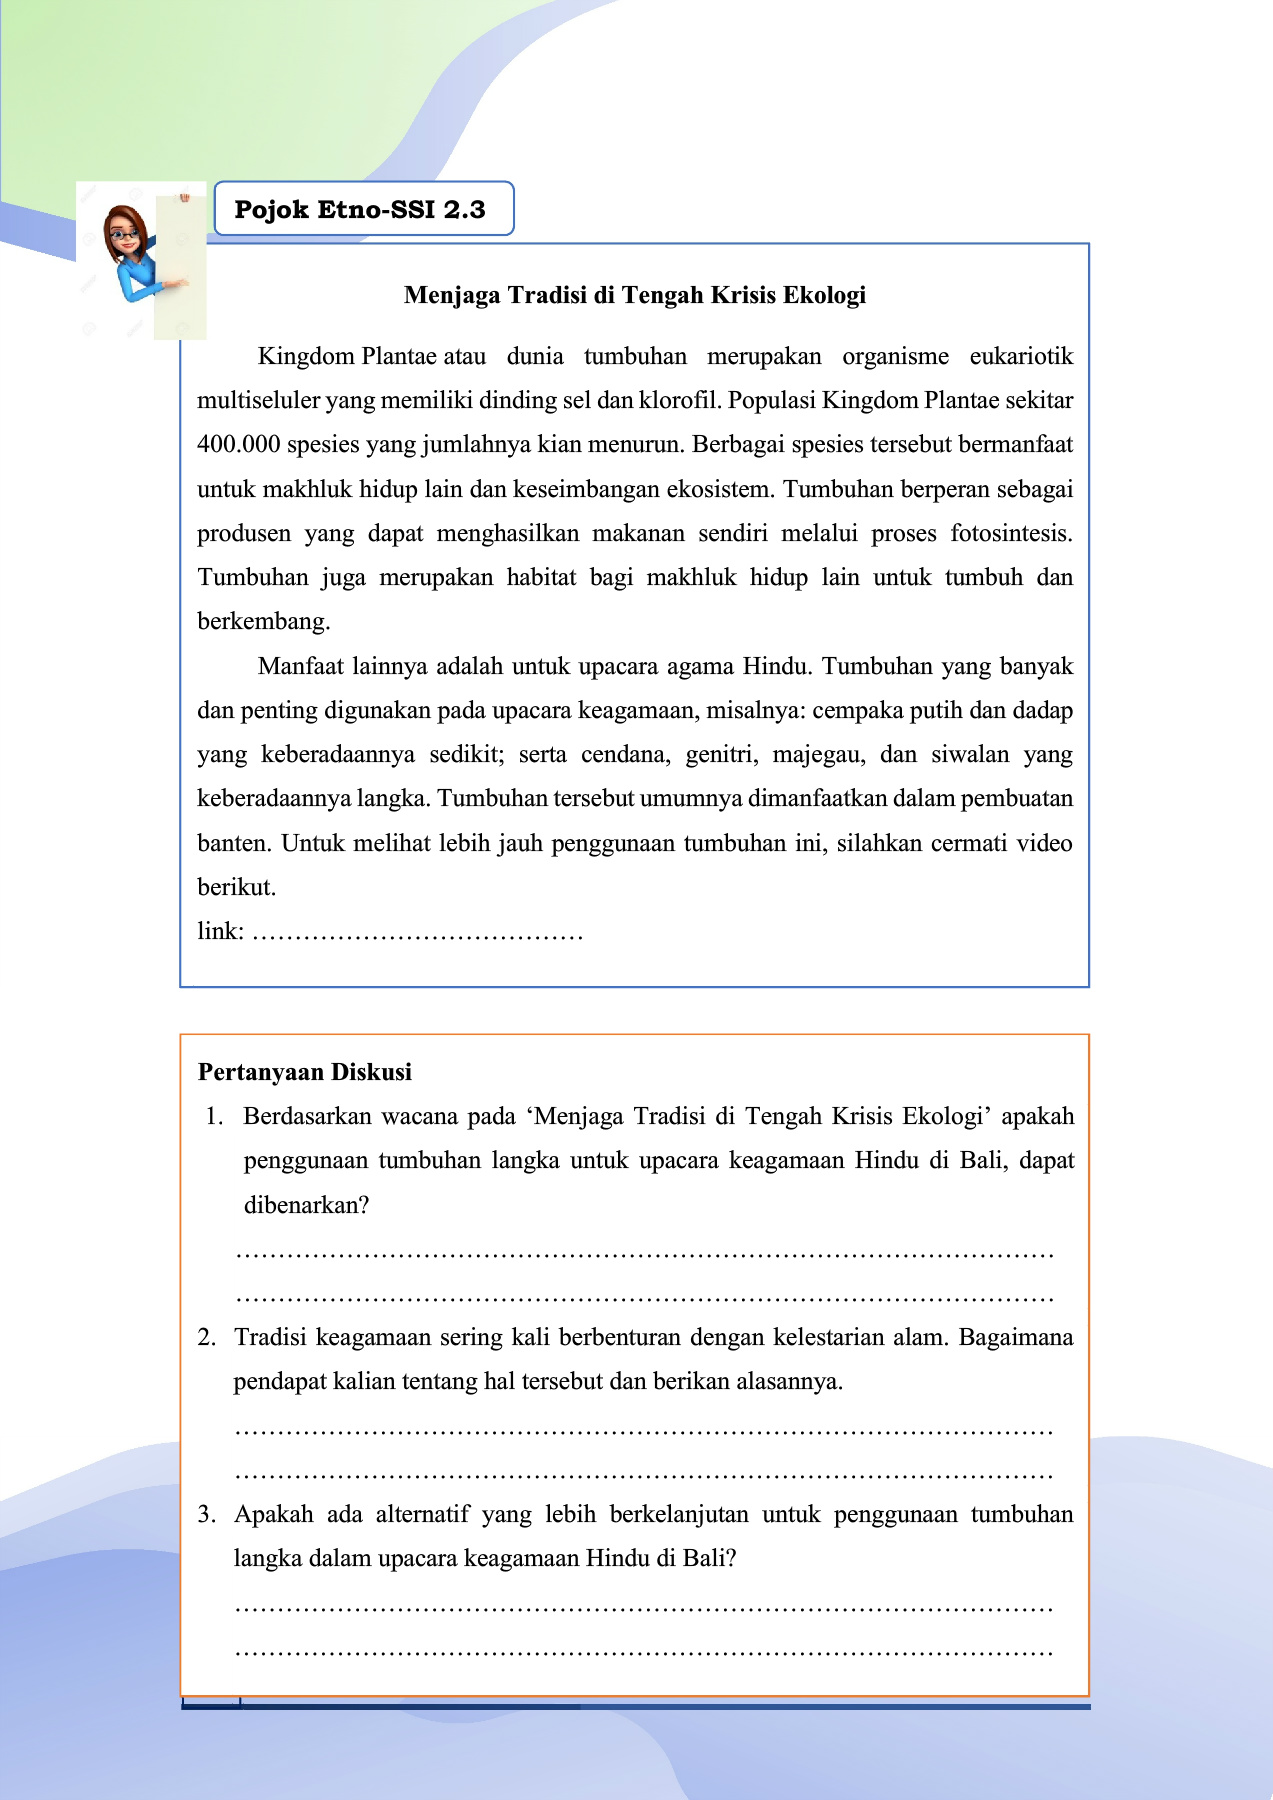 Pojok Etno-SSI 2.3
Menjaga Tradisi di Tengah Krisis Ekologi
Kingdom Plantae atau dunia tumbuhan merupakan organisme eukariotik
multiseluler yang memiliki dinding sel dan klorofil. Populasi Kingdom Plantae sekitar
400.000 spesies yang jumlahnya kian menurun. Berbagai spesies tersebut bermanfaat
untuk makhluk hidup lain dan keseimbangan ekosistem. Tumbuhan berperan sebagai
produsen yang dapat menghasilkan makanan sendiri melalui proses fotosintesis.
Tumbuhan juga merupakan habitat bagi makhluk hidup lain untuk tumbuh dan
berkembang.
Manfaat lainnya adalah untuk upacara agama Hindu. Tumbuhan yang banyak
dan penting digunakan pada upacara keagamaan, misalnya: cempaka putih dan dadap
yang keberadaannya sedikit; serta cendana, genitri, majegau, dan siwalan yang
keberadaannya langka. Tumbuhan tersebut umumnya dimanfaatkan dalam pembuatan
banten. Untuk melihat lebih jauh penggunaan tumbuhan ini, silahkan cermati video
berikut.
link: …………………………………
Pertanyaan Diskusi
1. Berdasarkan wacana pada ‘Menjaga Tradisi di Tengah Krisis Ekologi’ apakah
penggunaan tumbuhan langka untuk upacara keagamaan Hindu di Bali, dapat
dibenarkan?
……………………………………………………………………………………
……………………………………………………………………………………
2. Tradisi keagamaan sering kali berbenturan dengan kelestarian alam. Bagaimana
pendapat kalian tentang hal tersebut dan berikan alasannya.
……………………………………………………………………………………
……………………………………………………………………………………
3. Apakah ada alternatif yang lebih berkelanjutan untuk penggunaan tumbuhan
langka dalam upacara keagamaan Hindu di Bali?
……………………………………………………………………………………
……………………………………………………………………………………